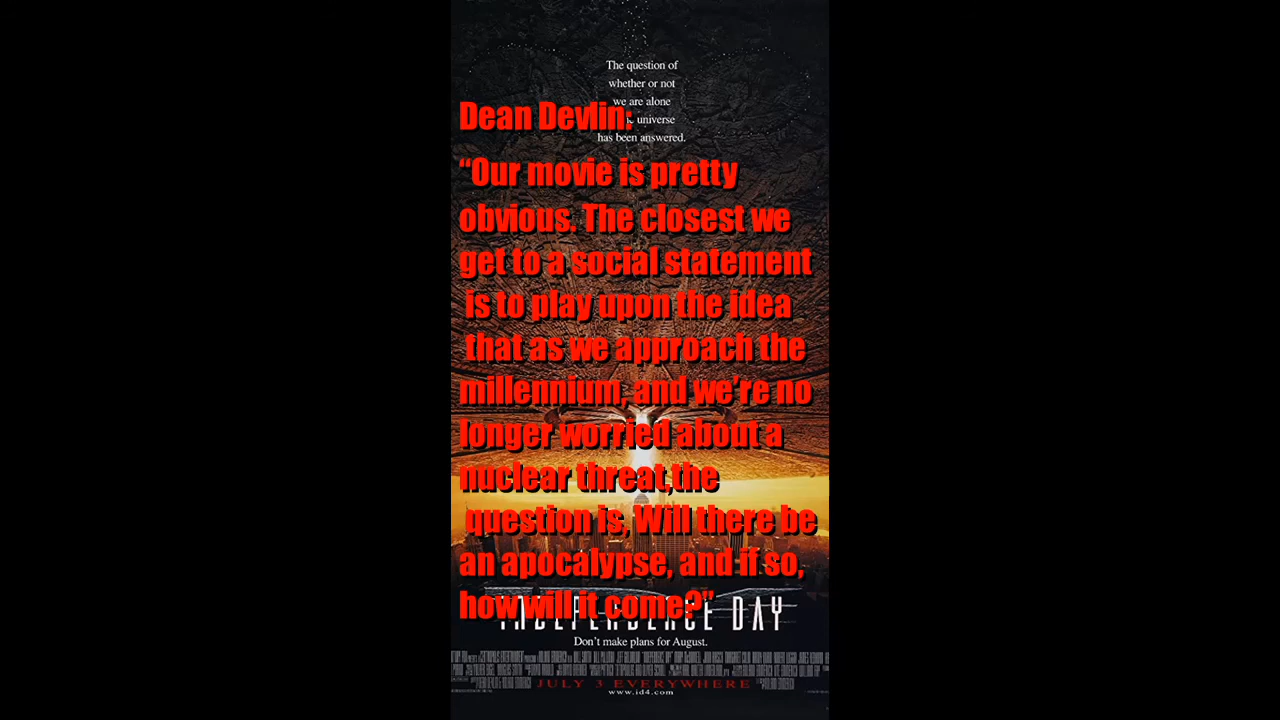 The question of
whether or not
we are alone
universe
has been answered.
Dean Devlin:
“Our movie is pretty
obvious. The closest we
get to a social statement
is to play upon the idea
that as we approach the
millennium, and we’re no
longer worried about a
nuclear threat,the
question is, Will there be
an apocalypse, and if so,
how will it come?”
INDEPENDENCE DAY
Don’t make plans for August.
JULY 3 EVERYWHERE
www.id4.com